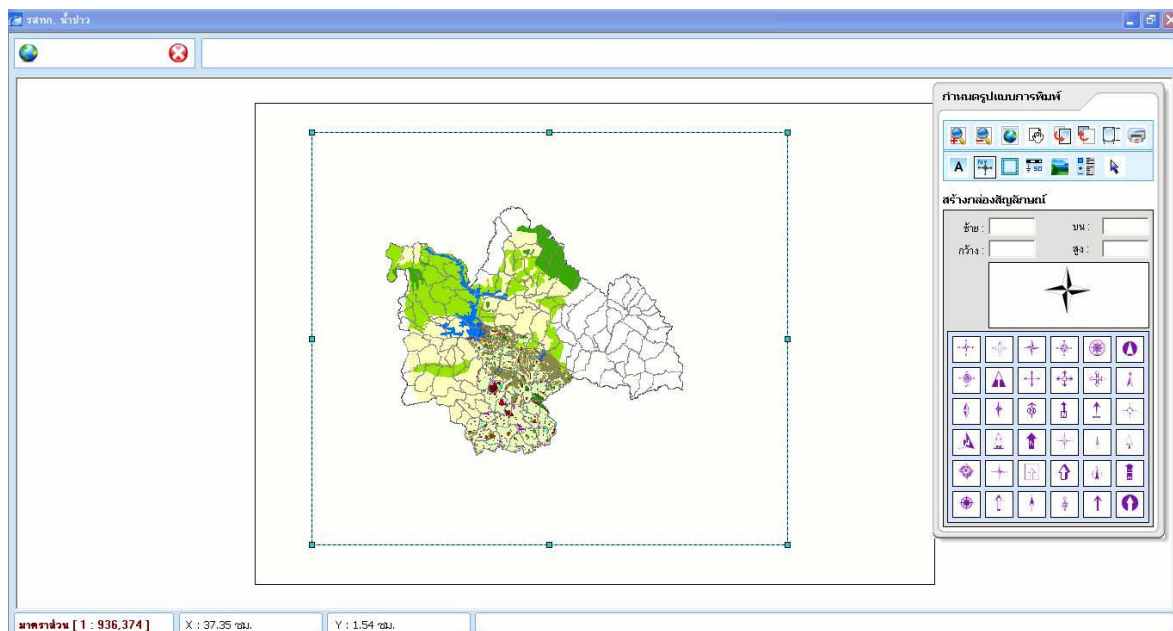 รสทก. น้ำปาว
กำหนดรูปแบบการพิมพ์
A
N
50
สร้างกล่องสัญลักษณ์
ซ้าย : บน :
กว้าง : สูง :
มาตราส่วน [ 1 : 936,374 ] X : 37.35 ซม. Y : 1.54 ซม.